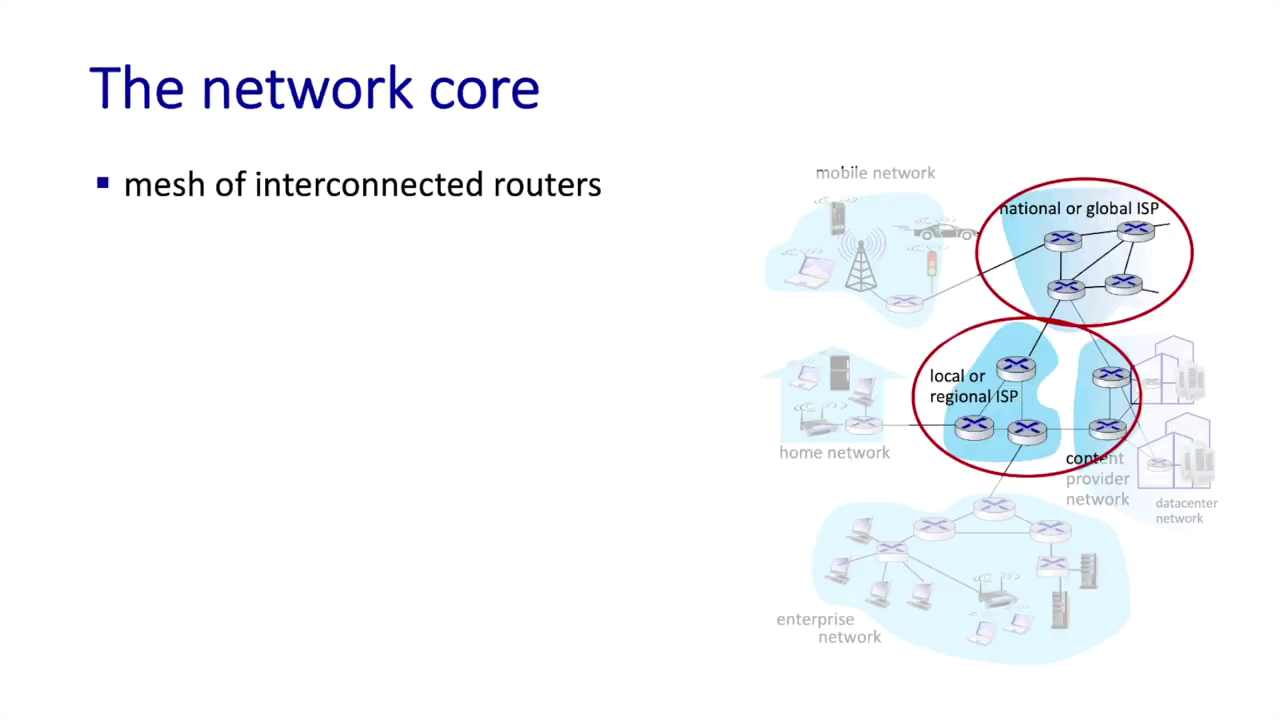 The network core
mesh of interconnected routers
mobile network
national or global ISP
local or
regional ISP
home network
content
provider
network
datacenter
network
enterprise
network